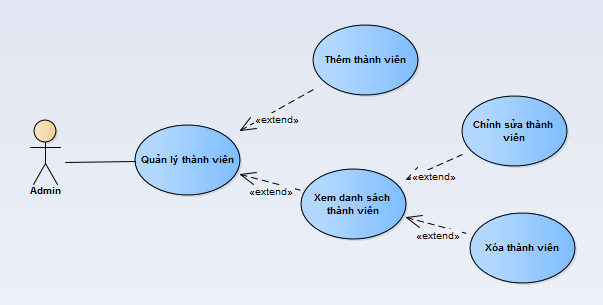 Thêm thành viên
«extend»
Chỉnh sửa thành
viên
Quản lý thành viên
«extend»
Admin
«extend»
Xem danh sách
thành viên
«extend»
Xóa thành viên